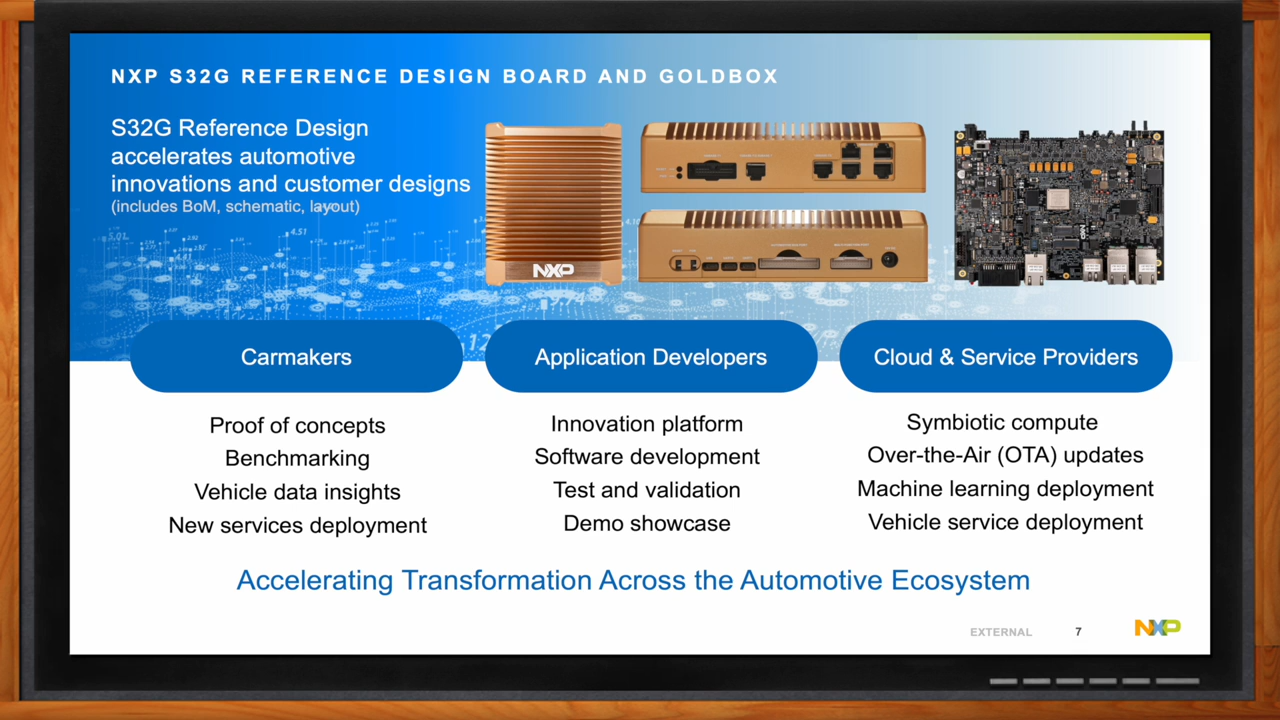 NXP S32G REFERENCE DESIGN BOARD AND GOLDBOX
S32G Reference Design
accelerates automotive
innovations and customer designs
(includes BoM, schematic, layout)
NXP
Carmakers
Application Developers
Cloud & Service Providers
Proof of concepts
Benchmarking
Vehicle data insights
New services deployment
Innovation platform
Software development
Test and validation
Demo showcase
Symbiotic compute
Over-the-Air (OTA) updates
Machine learning deployment
Vehicle service deployment
Accelerating Transformation Across the Automotive Ecosystem
EXTERNAL
7
NXP